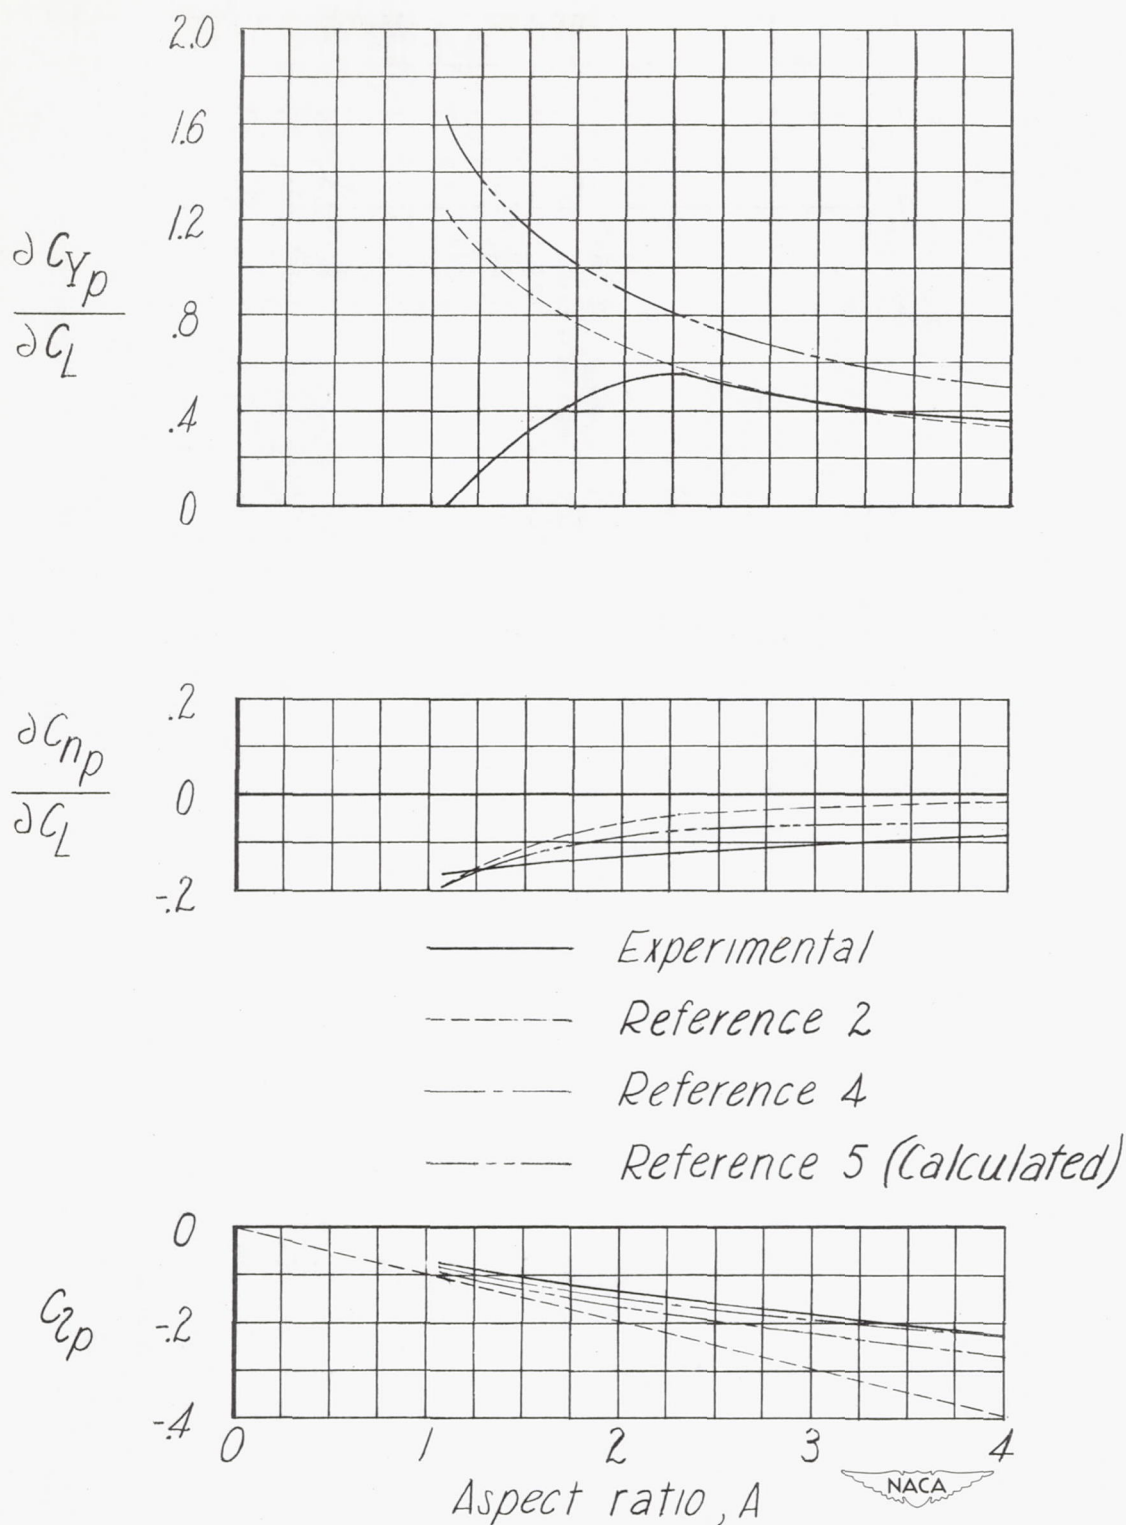 2.0
1.6
1.2
.8
.4
0
∂C_Yp
∂C_L
.2
0
-.2
∂C_np
∂C_L
Experimental
Reference 2
Reference 4
Reference 5 (Calculated)
0
-.2
-.4
C_lp
0 1 2 3 4
Aspect ratio, A
NACA